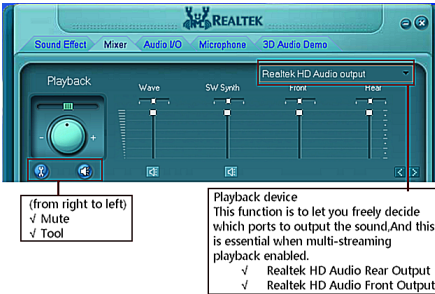 REALTEK
Sound Effect Mixer Audio I/O Microphone 3D Audio Demo
Playback
Realtek HD Audio output
Wave SW Synth Front Rear
- +
(from right to left)
√ Mute
√ Tool
Playback device
This function is to let you freely decide
which ports to output the sound,And this
is essential when multi-streaming
playback enabled.
√ Realtek HD Audio Rear Output
√ Realtek HD Audio Front Output